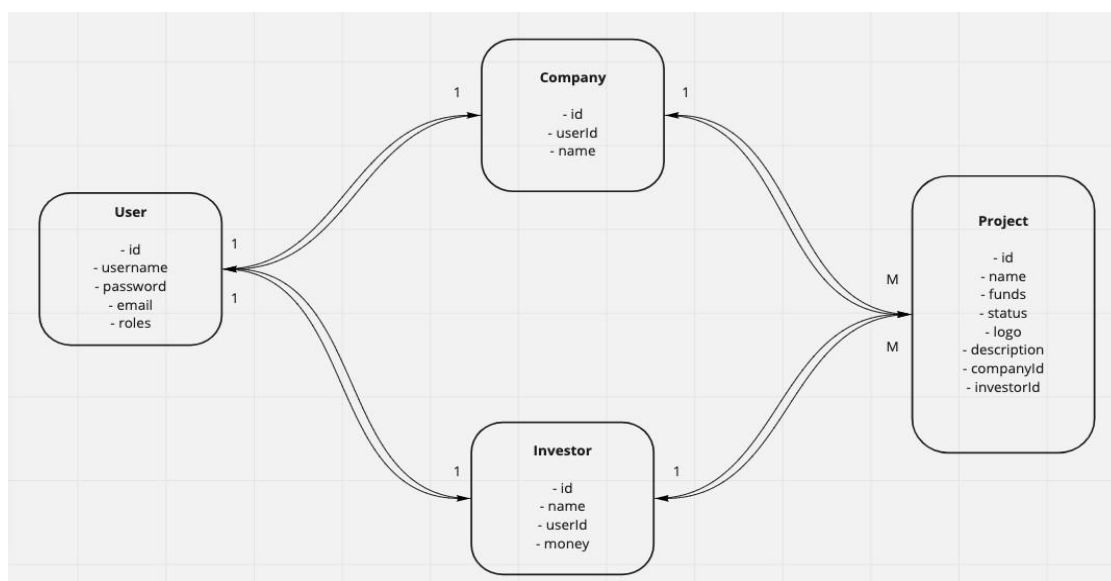 Company
- id
- userId
- name
1
1
User
- id
- username
- password
- email
- roles
1
1
Project
- id
- name
- funds
- status
- logo
- description
- companyId
- investorId
M
M
Investor
- id
- name
- userId
- money
1
1